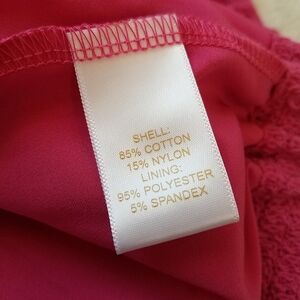 SHELL:
85% COTTON
15% NYLON
LINING:
95% POLYESTER
5% SPANDEX